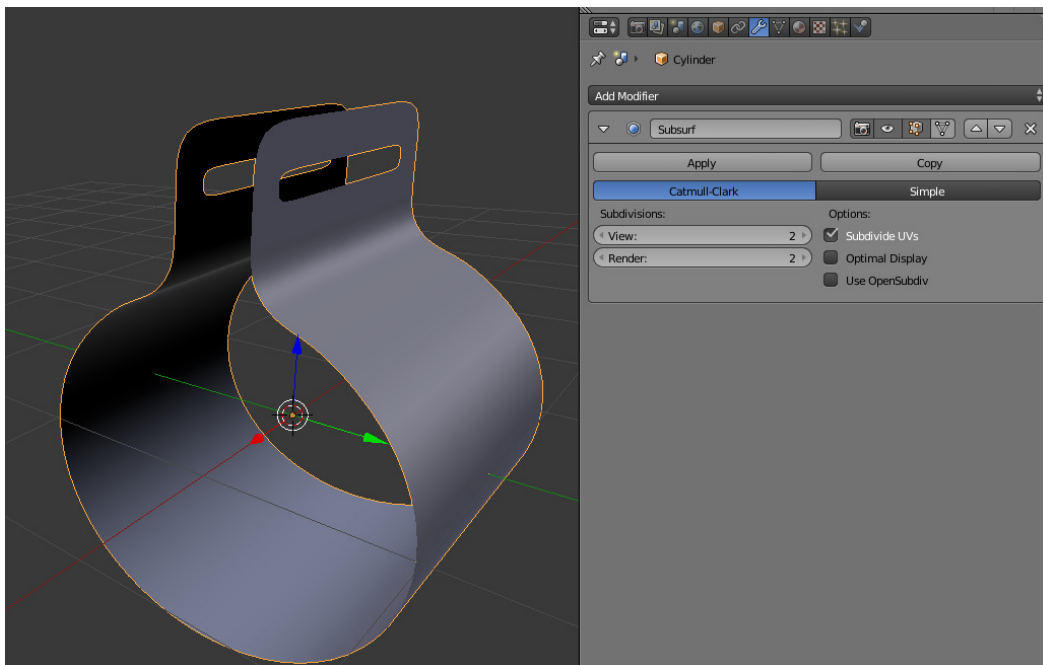 Cylinder
Add Modifier
Subsurf
Apply Copy
Catmull-Clark Simple
Subdivisions: Options:
View: 2 Subdivide UVs
Render: 2 Optimal Display
Use OpenSubdiv